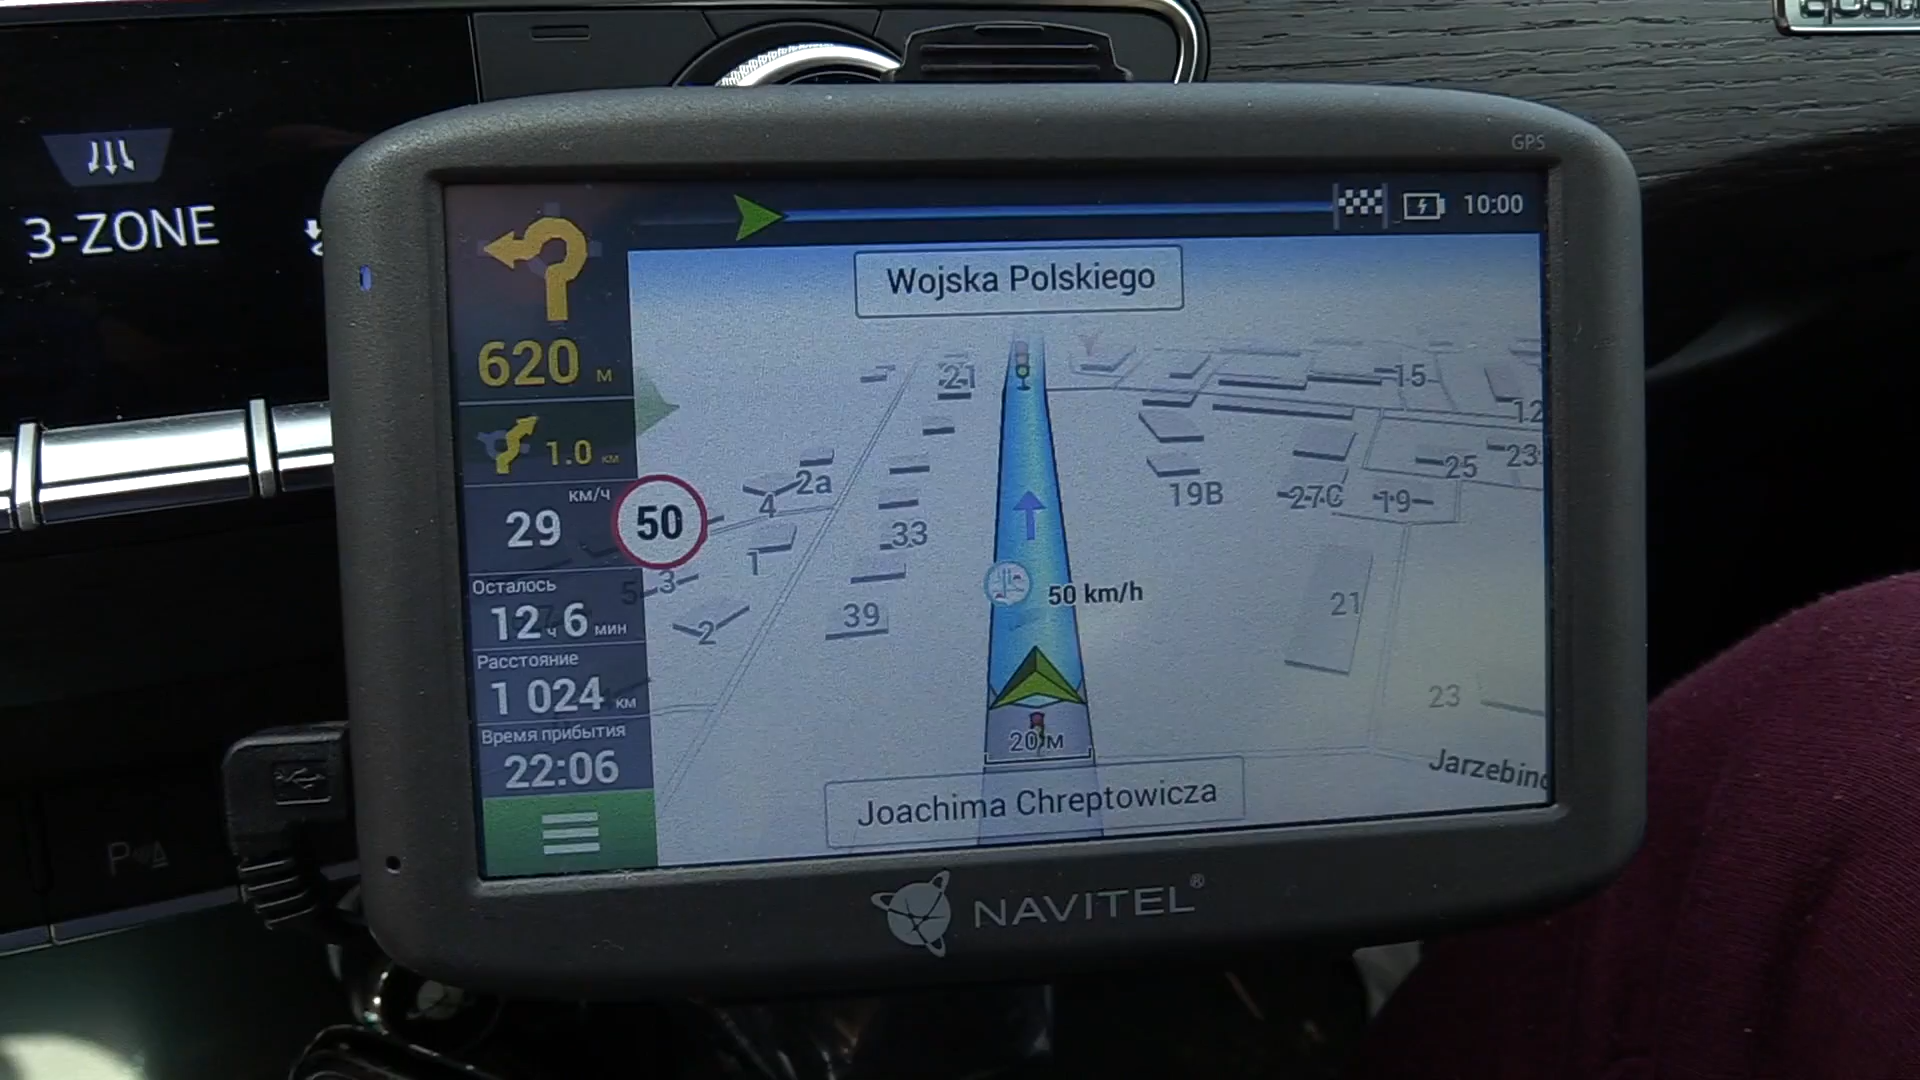 GPS
3-ZONE
10:00
Wojska Polskiego
620 м
1.0 км
км/ч
29
50
Осталось
12 ч 6 мин
Расстояние
1 024 км
Время прибытия
22:06
21
15
12
2a
4
25
23
19B
27C
19
33
1
3
5
50 km/h
39
2
21
23
20 м
Jarzebino
Joachima Chreptowicza
P
NAVITEL®